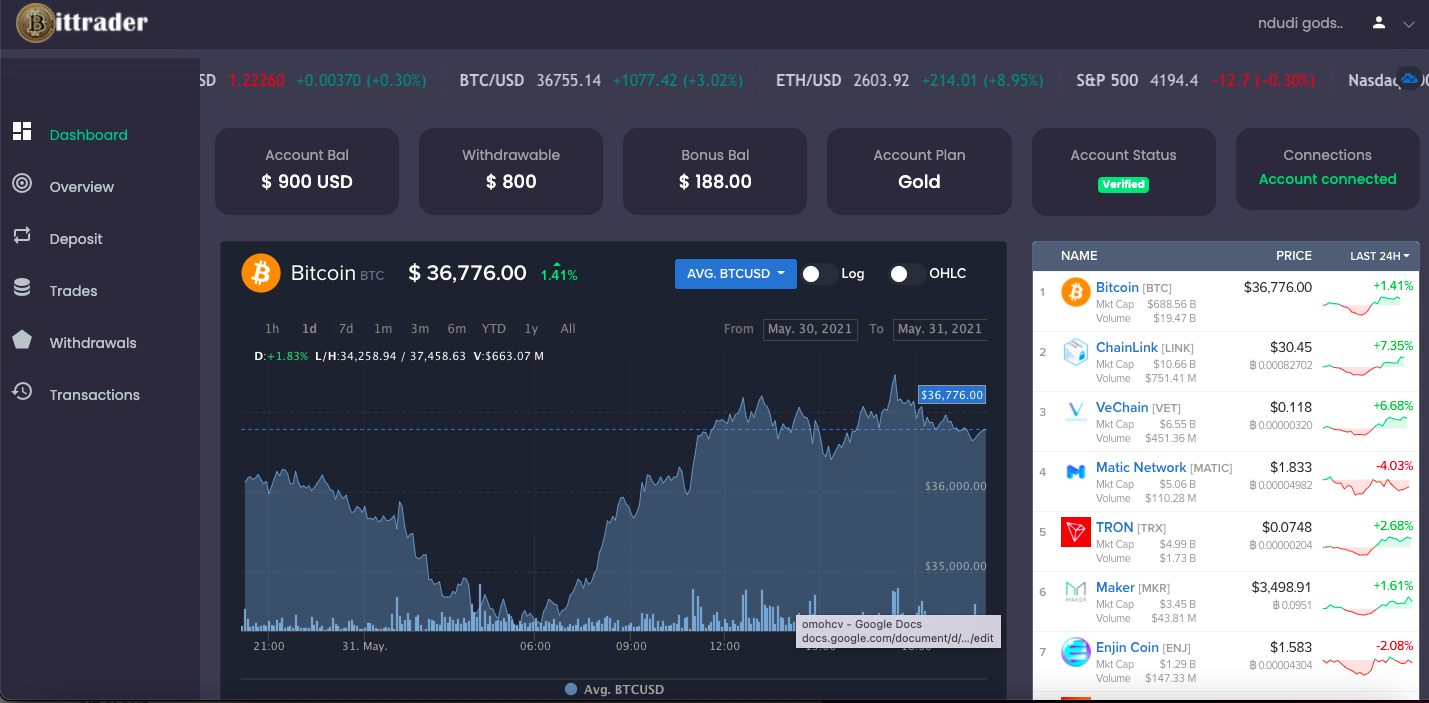 ittrader
ndudi gods..
SD 1.22260 +0.00370 (+0.30%) BTC/USD 36755.14 +1077.42 (+3.02%) ETH/USD 2603.92 +214.01 (+8.95%) S&P 500 4194.4 −12.7 (−0.30%) Nasdaq
Dashboard
Overview
Deposit
Trades
Withdrawals
Transactions
Account Bal
$ 900 USD
Withdrawable
$ 800
Bonus Bal
$ 188.00
Account Plan
Gold
Account Status
Verified
Connections
Account connected
Bitcoin BTC $ 36,776.00 1.41%
AVG. BTCUSD Log OHLC
1h 1d 7d 1m 3m 6m YTD 1y All From May. 30, 2021 To May. 31, 2021
D:+1.83% L/H:34,258.94 / 37,458.63 V:$663.07 M
$36,776.00
$36,000.00
$35,000.00
omohcv - Google Docs
docs.google.com/document/d/.../edit
21:00 31. May. 06:00 09:00 12:00
Avg. BTCUSD
NAME PRICE LAST 24H
1 Bitcoin [BTC] $36,776.00 +1.41%
Mkt Cap $688.56 B
Volume $19.47 B
2 ChainLink [LINK] $30.45 +7.35%
Mkt Cap $10.66 B ฿ 0.00082702
Volume $751.41 M
3 VeChain [VET] $0.118 +6.68%
Mkt Cap $6.55 B ฿ 0.00000320
Volume $451.36 M
4 Matic Network [MATIC] $1.833 -4.03%
Mkt Cap $5.06 B ฿ 0.00004982
Volume $110.28 M
5 TRON [TRX] $0.0748 +2.68%
Mkt Cap $4.99 B ฿ 0.00000204
Volume $1.73 B
6 Maker [MKR] $3,498.91 +1.61%
MAKER
Mkt Cap $3.45 B ฿ 0.0951
Volume $43.81 M
7 Enjin Coin [ENJ] $1.583 -2.08%
Mkt Cap $1.29 B ฿ 0.00004304
Volume $147.33 M